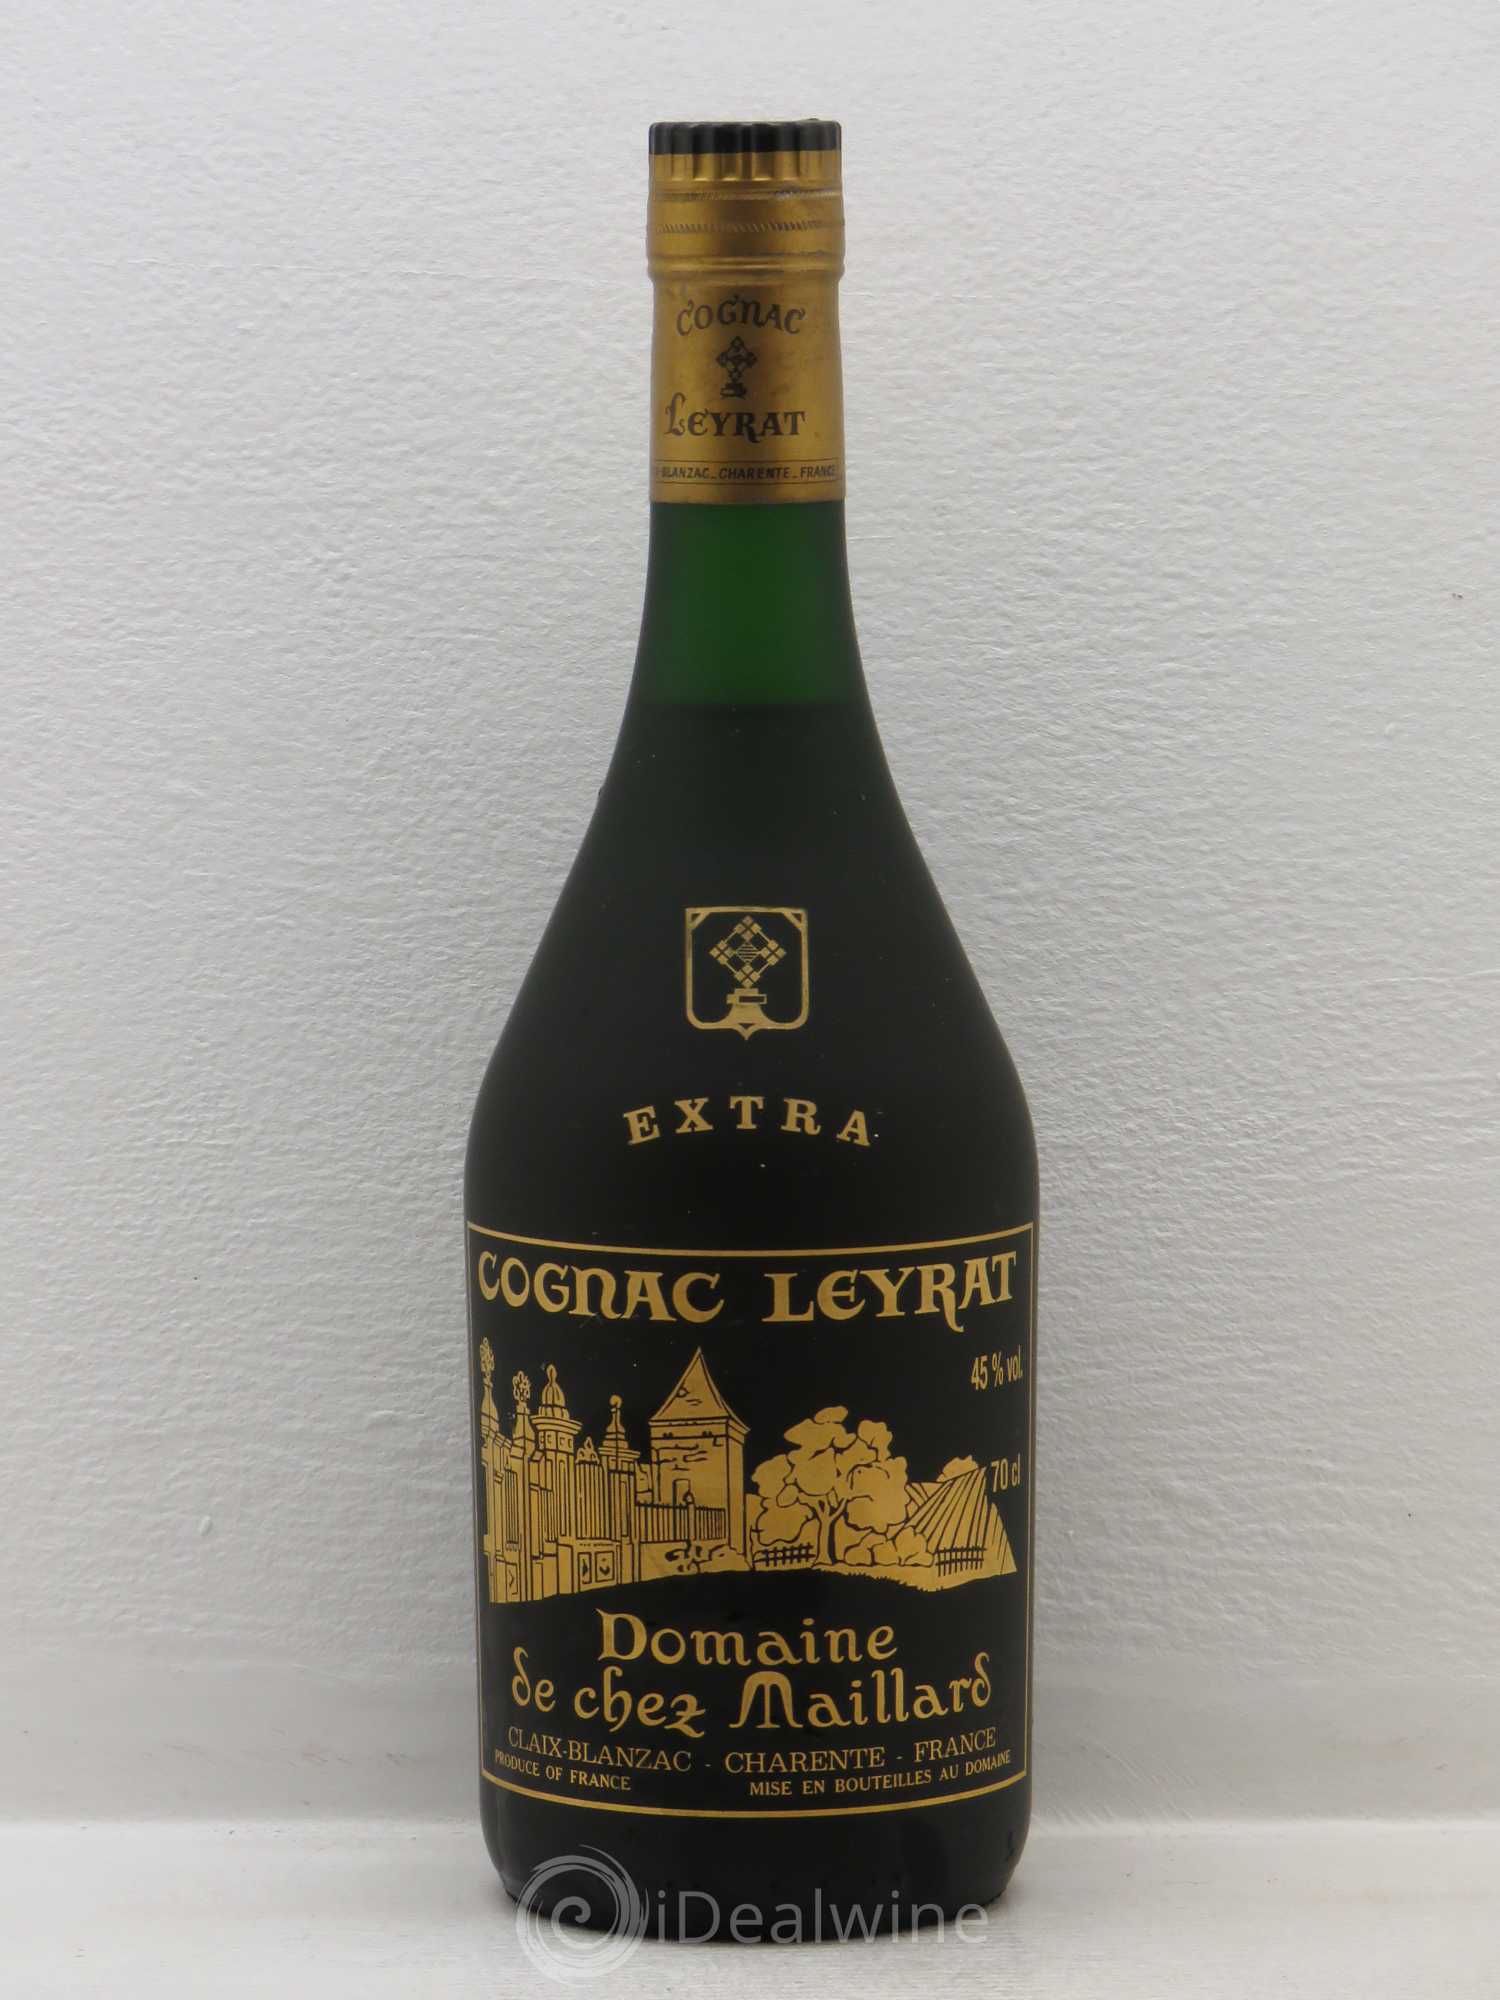 COGNAC
LEYRAT
BLANZAC_CHARENTE_FRANCE
EXTRA
COGNAC LEYRAT
45 % vol.
70 cl
Domaine
de chez Maillard
CLAIX-BLANZAC - CHARENTE - FRANCE
PRODUCE OF FRANCE
MISE EN BOUTEILLES AU DOMAINE
iDealwine